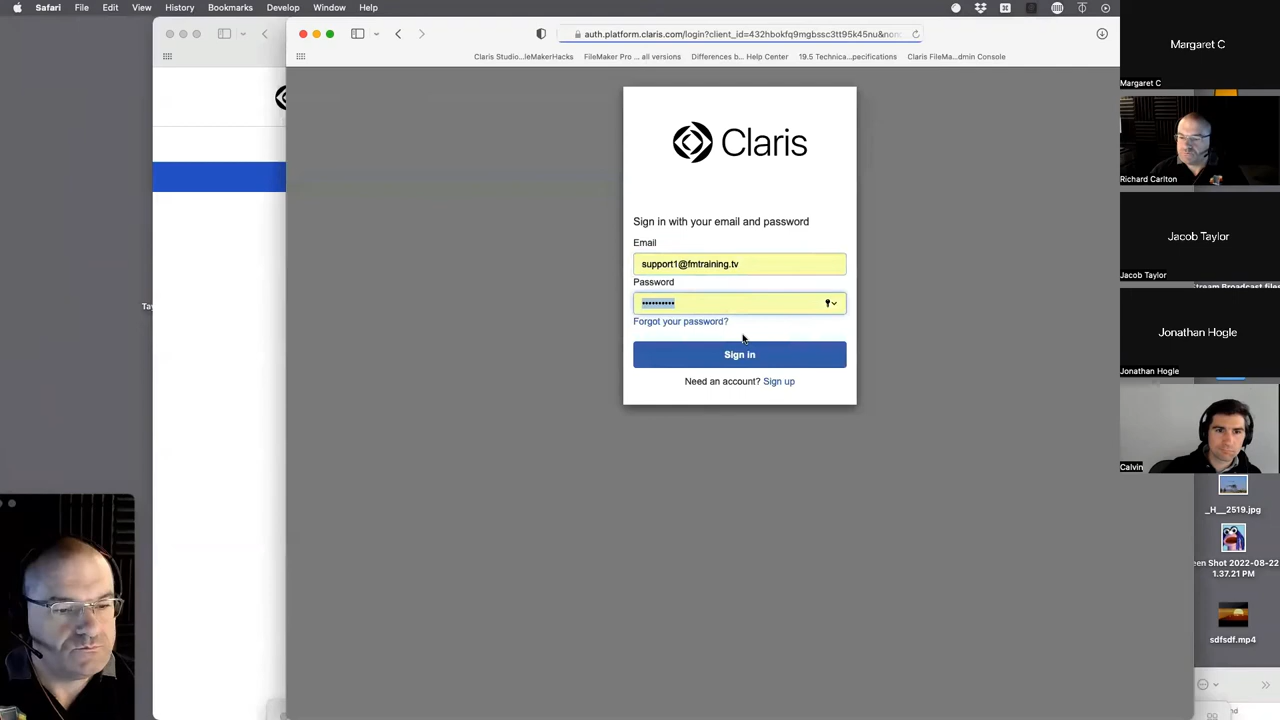 Safari File Edit View History Bookmarks Develop Window Help
auth.platform.claris.com/login?client_id=432hbokfq9mgbssc3tt95k45nu&non
Claris Studio...leMakerHacks FileMaker Pro ... all versions Differences b... Help Center 19.5 Technica...pecifications Claris FileMa...dmin Console
Claris
Sign in with your email and password
Email
support1@fmtraining.tv
Password
••••••••••
Forgot your password?
Sign in
Need an account? Sign up
Tay
Margaret C
Margaret C
Richard Carlton
Jacob Taylor
Jacob Taylor
Stream Broadcast files
Jonathan Hogle
Jonathan Hogle
Calvin
_H__2519.jpg
een Shot 2022-08-22
1.37.21 PM
sdfsdf.mp4